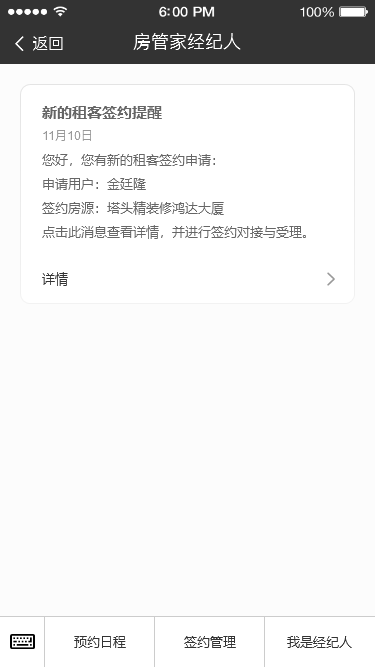 6:00 PM
100%
返回
房管家经纪人
新的租客签约提醒
11月10日
您好，您有新的租客签约申请：
申请用户：金廷隆
签约房源：塔头精装修鸿达大厦
点击此消息查看详情，并进行签约对接与受理。
详情
预约日程
签约管理
我是经纪人